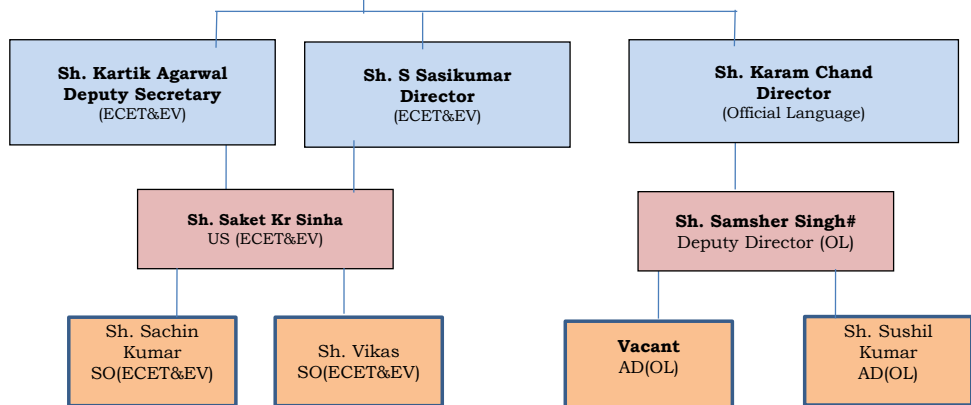 Sh. Kartik Agarwal
Deputy Secretary
(ECET&EV)
Sh. S Sasikumar
Director
(ECET&EV)
Sh. Karam Chand
Director
(Official Language)
Sh. Saket Kr Sinha
US (ECET&EV)
Sh. Samsher Singh#
Deputy Director (OL)
Sh. Sachin
Kumar
SO(ECET&EV)
Sh. Vikas
SO(ECET&EV)
Vacant
AD(OL)
Sh. Sushil
Kumar
AD(OL)